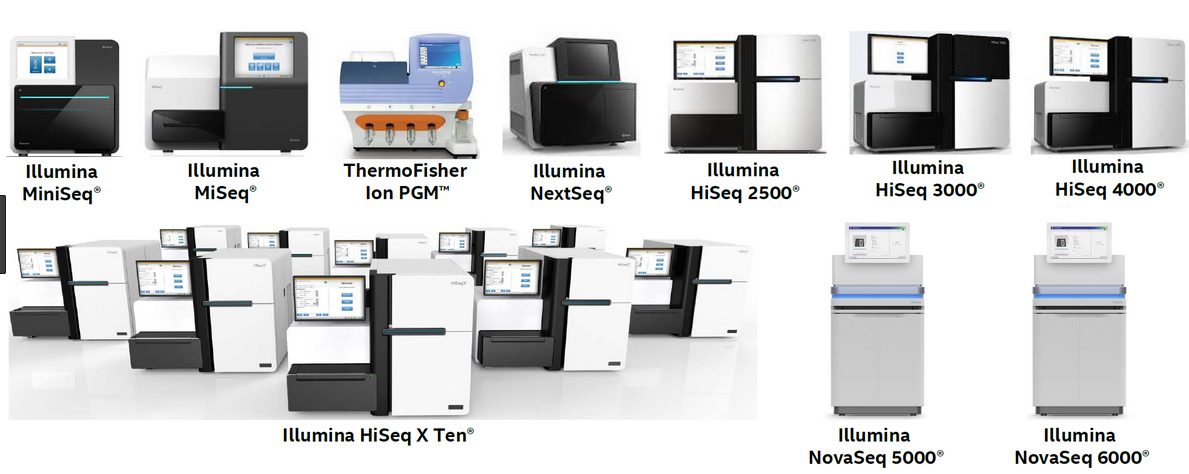 Illumina
MiniSeq®
Illumina
MiSeq®
ThermoFisher
Ion PGM™
Illumina
NextSeq®
Illumina
HiSeq 2500®
Illumina
HiSeq 3000®
Illumina
HiSeq 4000®
HiSeqX
Illumina HiSeq X Ten®
Illumina
NovaSeq 5000®
Illumina
NovaSeq 6000®